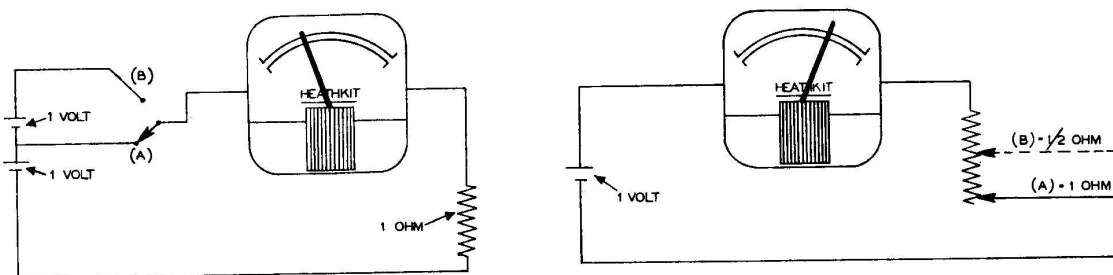 (B)
1 VOLT
(A)
1 VOLT
HEATHKIT
1 OHM
HEATHKIT
1 VOLT
(B) = 1/2 OHM
(A) = 1 OHM